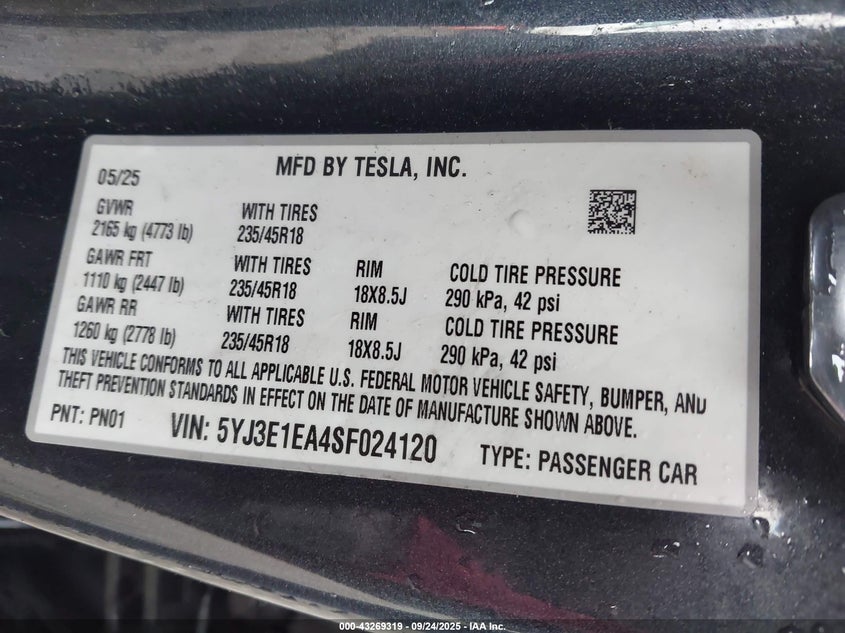 MFD BY TESLA, INC.
05/25
GVWR WITH TIRES
2165 kg (4773 lb) 235/45R18
GAWR FRT WITH TIRES RIM COLD TIRE PRESSURE
1110 kg (2447 lb) 235/45R18 18X8.5J 290 kPa, 42 psi
GAWR RR WITH TIRES RIM COLD TIRE PRESSURE
1260 kg (2778 lb) 235/45R18 18X8.5J 290 kPa, 42 psi
THIS VEHICLE CONFORMS TO ALL APPLICABLE U.S. FEDERAL MOTOR VEHICLE SAFETY, BUMPER, AND
THEFT PREVENTION STANDARDS IN EFFECT ON THE DATE OF MANUFACTURE SHOWN ABOVE.
PNT: PN01 VIN: 5YJ3E1EA4SF024120 TYPE: PASSENGER CAR
000-43269319 - 09/24/2025 - IAA Inc.